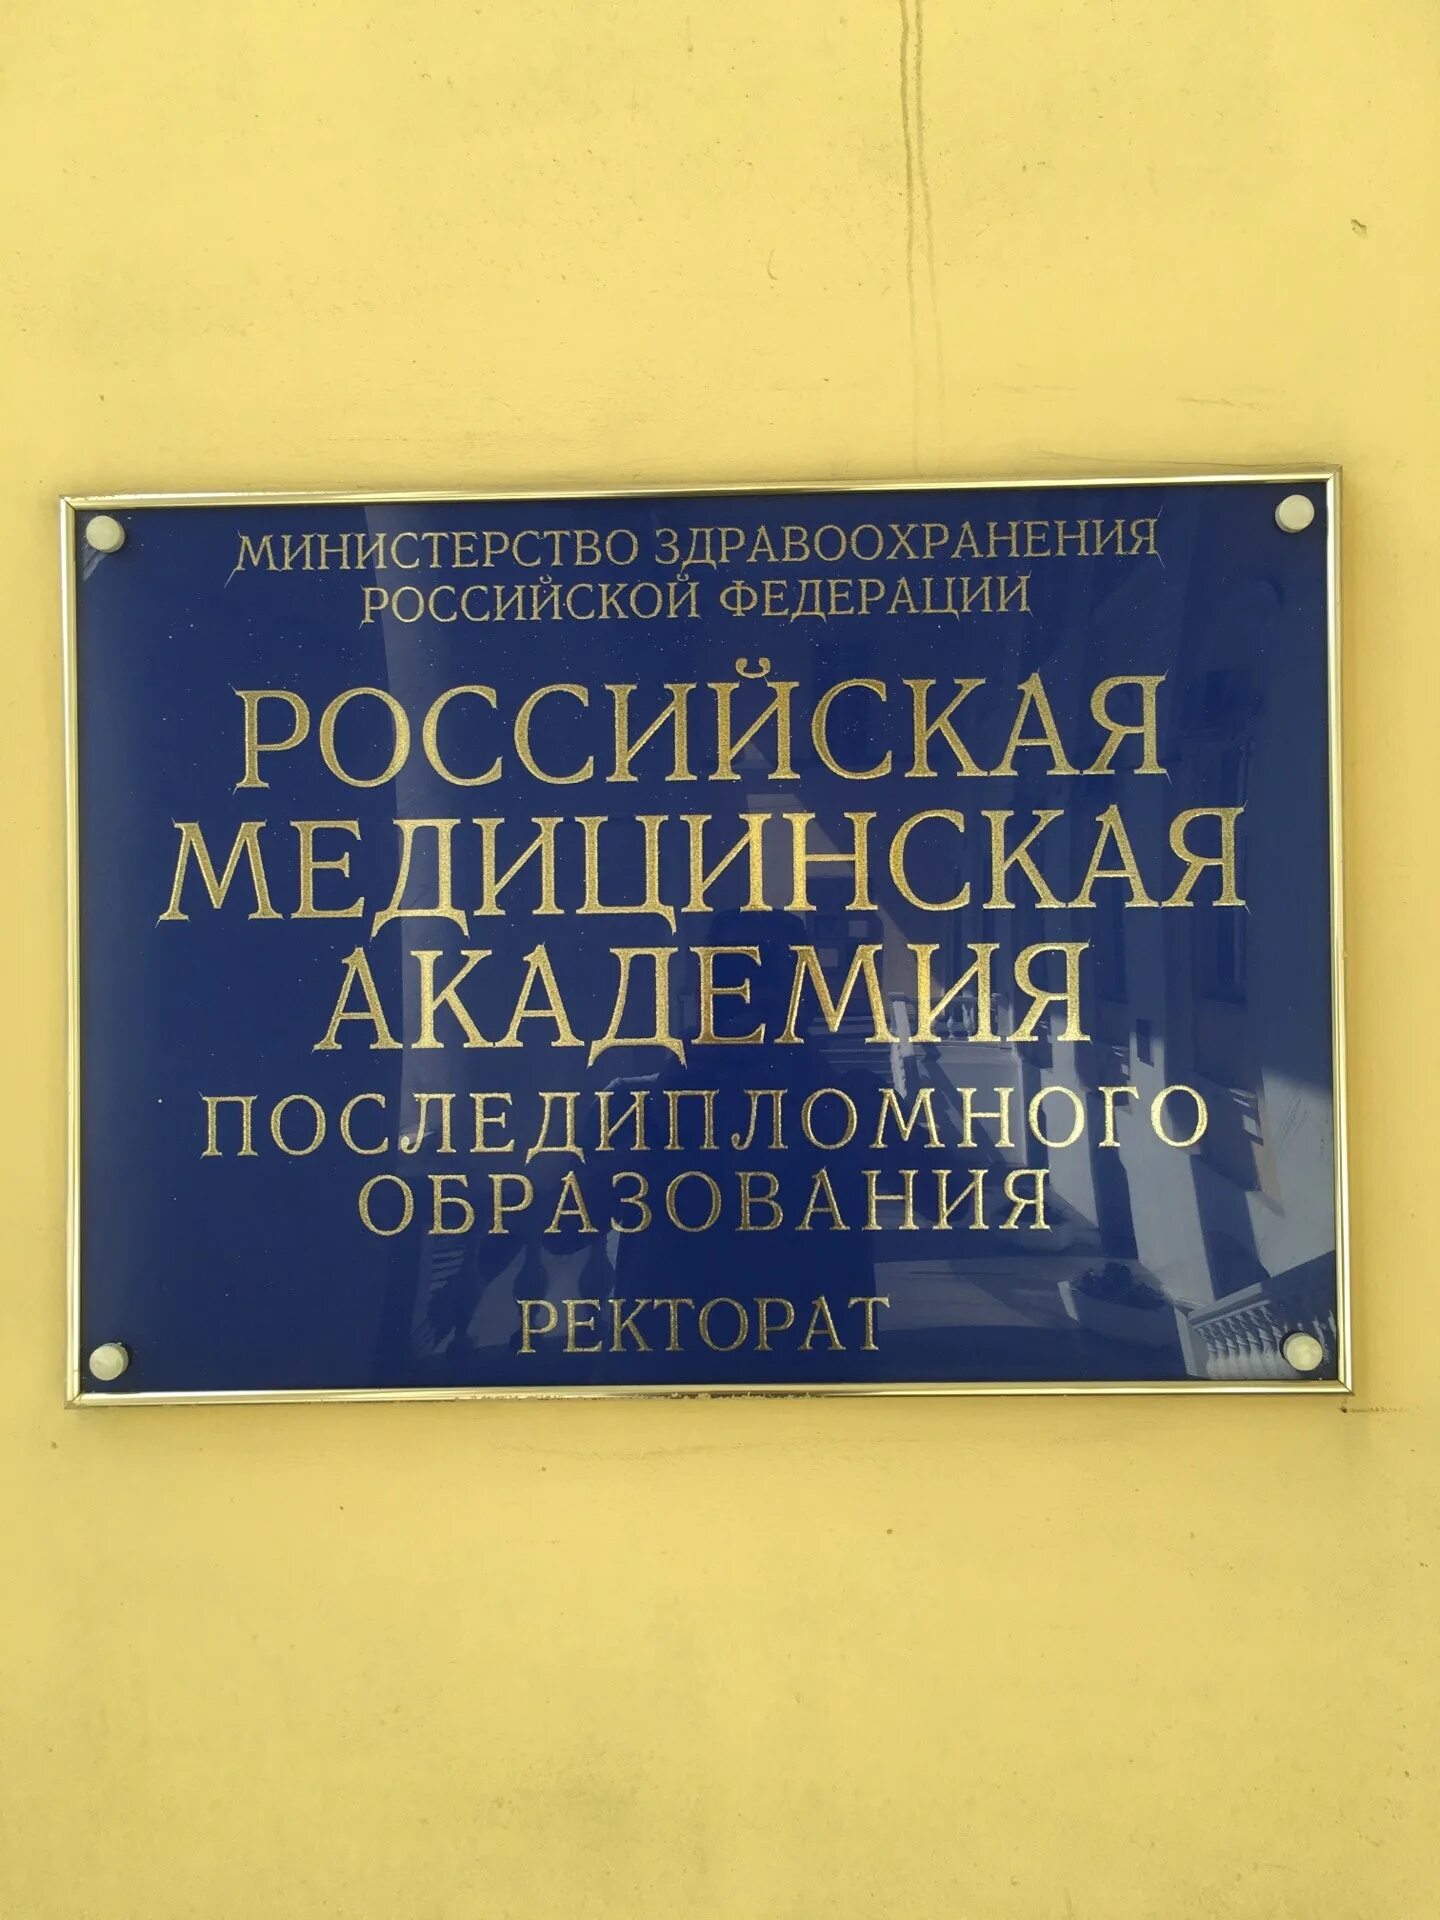 МИНИСТЕРСТВО ЗДРАВООХРАНЕНИЯ
РОССИЙСКОЙ ФЕДЕРАЦИИ
РОССИЙСКАЯ
МЕДИЦИНСКАЯ
АКАДЕМИЯ
ПОСЛЕДИПЛОМНОГО
ОБРАЗОВАНИЯ
РЕКТОРАТ